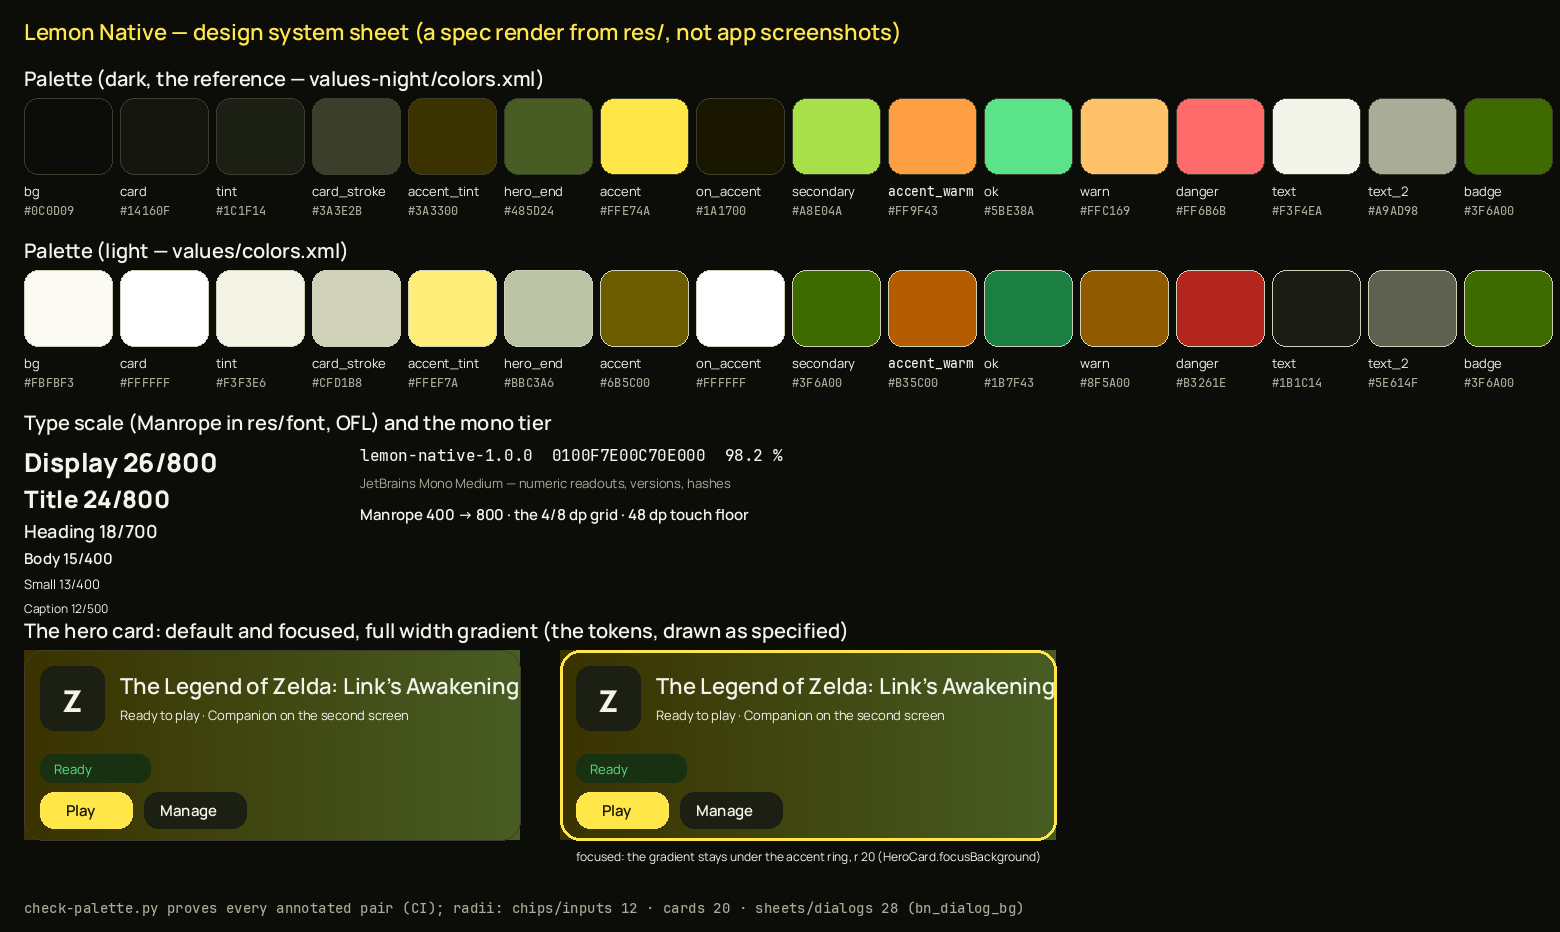 Lemon Native — design system sheet (a spec render from res/, not app screenshots)
Palette (dark, the reference — values-night/colors.xml)
bg card tint card_stroke accent_tint hero_end accent on_accent secondary accent_warm ok warn danger text text_2 badge
#0C0D09 #14160F #1C1F14 #3A3E2B #3A3300 #485D24 #FFE74A #1A1700 #A8E04A #FF9F43 #5BE38A #FFC169 #FF6B6B #F3F4EA #A9AD98 #3F6A00
Palette (light — values/colors.xml)
bg card tint card_stroke accent_tint hero_end accent on_accent secondary accent_warm ok warn danger text text_2 badge
#FBFBF3 #FFFFFF #F3F3E6 #CFD1B8 #FFEF7A #BBC3A6 #6B5C00 #FFFFFF #3F6A00 #B35C00 #1B7F43 #8F5A00 #B3261E #1B1C14 #5E614F #3F6A00
Type scale (Manrope in res/font, OFL) and the mono tier
Display 26/800
Title 24/800
Heading 18/700
Body 15/400
Small 13/400
Caption 12/500
lemon-native-1.0.0 0100F7E00C70E000 98.2 %
JetBrains Mono Medium — numeric readouts, versions, hashes
Manrope 400 → 800 · the 4/8 dp grid · 48 dp touch floor
The hero card: default and focused, full width gradient (the tokens, drawn as specified)
Z
The Legend of Zelda: Link's Awakening
Ready to play · Companion on the second screen
Ready
Play Manage
Z
The Legend of Zelda: Link's Awakening
Ready to play · Companion on the second screen
Ready
Play Manage
focused: the gradient stays under the accent ring, r 20 (HeroCard.focusBackground)
check-palette.py proves every annotated pair (CI); radii: chips/inputs 12 · cards 20 · sheets/dialogs 28 (bn_dialog_bg)